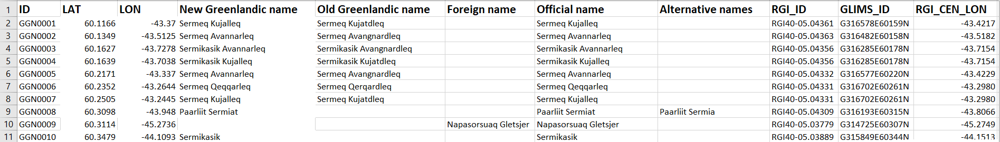 1 ID LAT LON New Greenlandic name Old Greenlandic name Foreign name Official name Alternative names RGI_ID GLIMS_ID RGI_CEN_LON
2 GGN0001 60.1166 -43.37 Sermeq Kujalleq Sermeq Kujatdleq Sermeq Kujalleq RGI40-05.04361 G316578E60159N -43.4217
3 GGN0002 60.1349 -43.5125 Sermeq Avannarleq Sermeq Avangnardleq Sermeq Avannarleq RGI40-05.04363 G316482E60158N -43.5182
4 GGN0003 60.1627 -43.7278 Sermikasik Avannarleq Sermikasik Avangnardleq Sermikasik Avannarleq RGI40-05.04356 G316285E60178N -43.7154
5 GGN0004 60.1639 -43.7038 Sermikasik Kujalleq Sermikasik Kujatdleq Sermikasik Kujalleq RGI40-05.04356 G316285E60178N -43.7154
6 GGN0005 60.2171 -43.337 Sermeq Avannarleq Sermeq Avangnardleq Sermeq Avannarleq RGI40-05.04332 G316577E60220N -43.4229
7 GGN0006 60.2352 -43.2644 Sermeq Qeqqarleq Sermeq Qerqardleq Sermeq Qeqqarleq RGI40-05.04331 G316702E60261N -43.2980
8 GGN0007 60.2505 -43.2445 Sermeq Kujalleq Sermeq Kujatdleq Sermeq Kujalleq RGI40-05.04331 G316702E60261N -43.2980
9 GGN0008 60.3098 -43.948 Paarliit Sermiat Paarliit Sermiat Paarliit Sermia RGI40-05.04309 G316193E60315N -43.8066
10 GGN0009 60.3114 -45.2736 Napasorsuaq Gletsjer Napasorsuaq Gletsjer RGI40-05.03779 G314725E60307N -45.2749
11 GGN0010 60.3479 -44.1093 Sermikasik Sermikasik RGI40-05.03889 G315849E60344N -44.1513